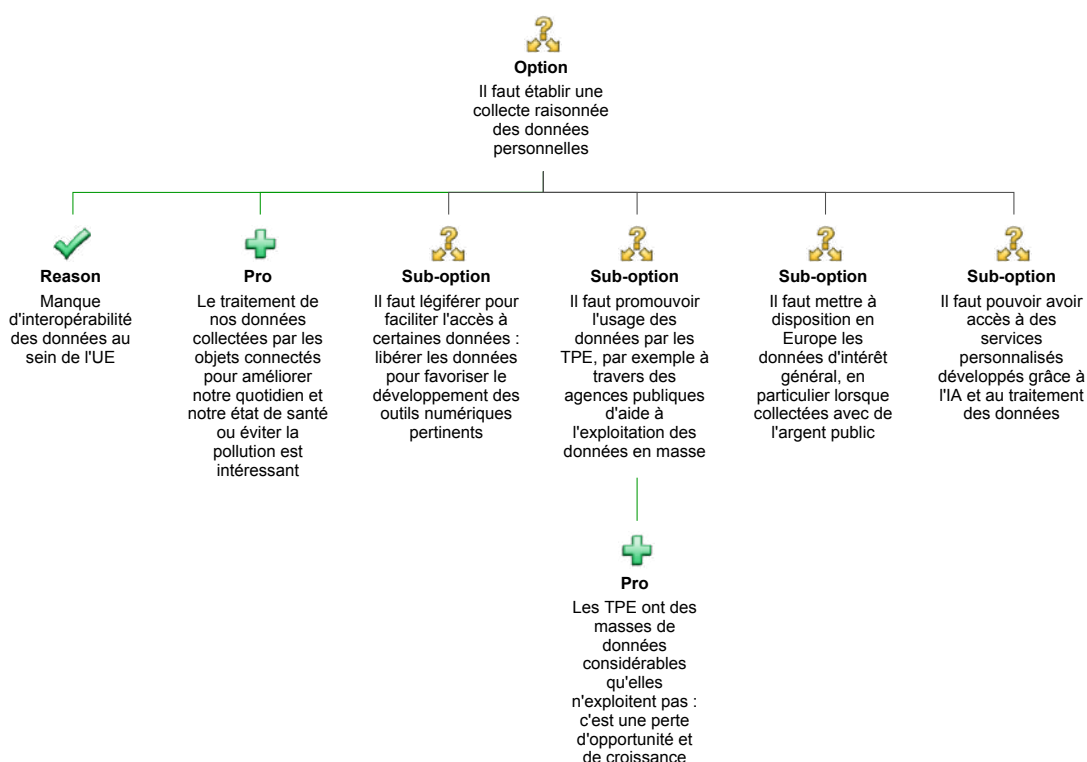 Option
Il faut établir une
collecte raisonnée
des données
personnelles
Reason
Manque
d'interopérabilité
des données au
sein de l'UE
Pro
Le traitement de
nos données
collectées par les
objets connectés
pour améliorer
notre quotidien et
notre état de santé
ou éviter la
pollution est
intéressant
Sub-option
Il faut légiférer pour
faciliter l'accès à
certaines données :
libérer les données
pour favoriser le
développement des
outils numériques
pertinents
Sub-option
Il faut promouvoir
l'usage des
données par les
TPE, par exemple à
travers des
agences publiques
d'aide à
l'exploitation des
données en masse
Sub-option
Il faut mettre à
disposition en
Europe les
données d'intérêt
général, en
particulier lorsque
collectées avec de
l'argent public
Sub-option
Il faut pouvoir avoir
accès à des
services
personnalisés
développés grâce à
l'IA et au traitement
des données
Pro
Les TPE ont des
masses de
données
considérables
qu'elles
n'exploitent pas :
c'est une perte
d'opportunité et
de croissance